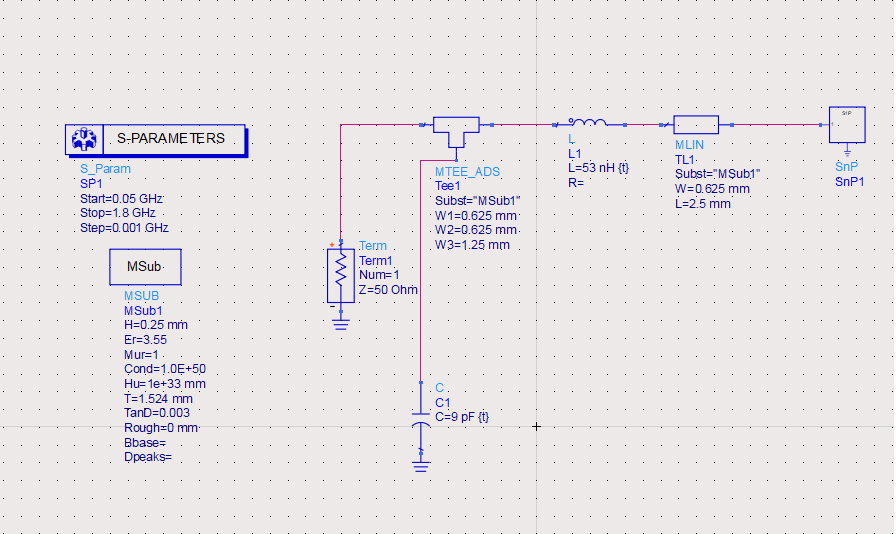 S-PARAMETERS
S_Param
SP1
Start=0.05 GHz
Stop=1.8 GHz
Step=0.001 GHz
MSub
MSUB
MSub1
H=0.25 mm
Er=3.55
Mur=1
Cond=1.0E+50
Hu=1e+33 mm
T=1.524 mm
TanD=0.003
Rough=0 mm
Bbase=
Dpeaks=
+
Term
Term1
Num=1
Z=50 Ohm
-
MTEE_ADS
Tee1
Subst="MSub1"
W1=0.625 mm
W2=0.625 mm
W3=1.25 mm
C
C1
C=9 pF {t}
L
L1
L=53 nH {t}
R=
MLIN
TL1
Subst="MSub1"
W=0.625 mm
L=2.5 mm
S1P
1
SnP
SnP1